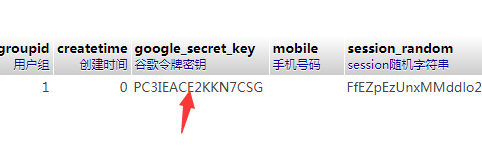 groupid createtime google_secret_key mobile session_random
用户组 创建时间 谷歌令牌密钥 手机号码 session随机字符串
1 0 PC3IEACE2KKN7CSG FfEZpEzUnxMMddIo2